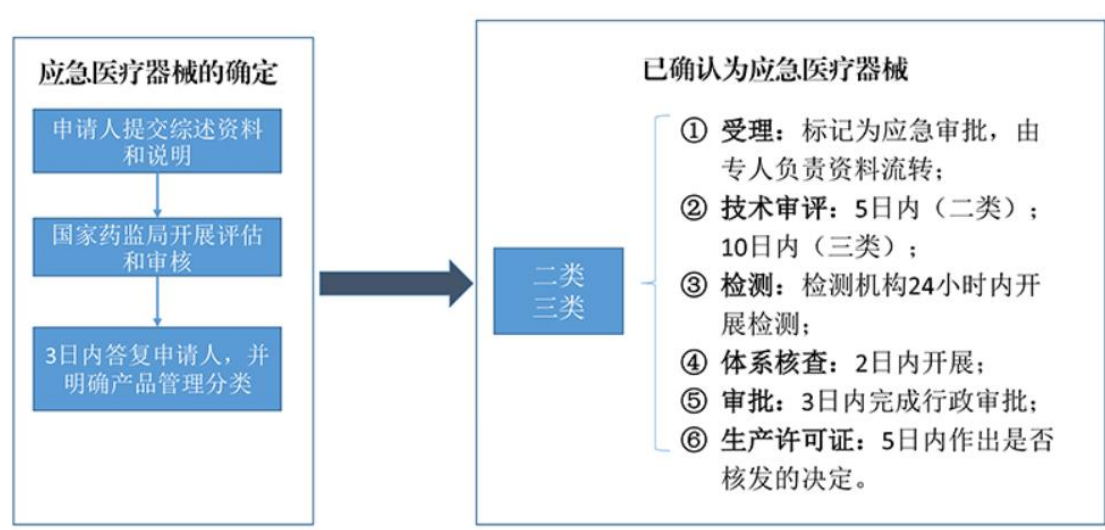 应急医疗器械的确定
申请人提交综述资料
和说明
国家药监局开展评估
和审核
3日内答复申请人，并
明确产品管理分类
已确认为应急医疗器械
二类
三类
① 受理：标记为应急审批，由
专人负责资料流转；
② 技术审评：5日内（二类）；
10日内（三类）；
③ 检测：检测机构24小时内开
展检测；
④ 体系核查：2日内开展；
⑤ 审批：3日内完成行政审批；
⑥ 生产许可证：5日内作出是否
核发的决定。